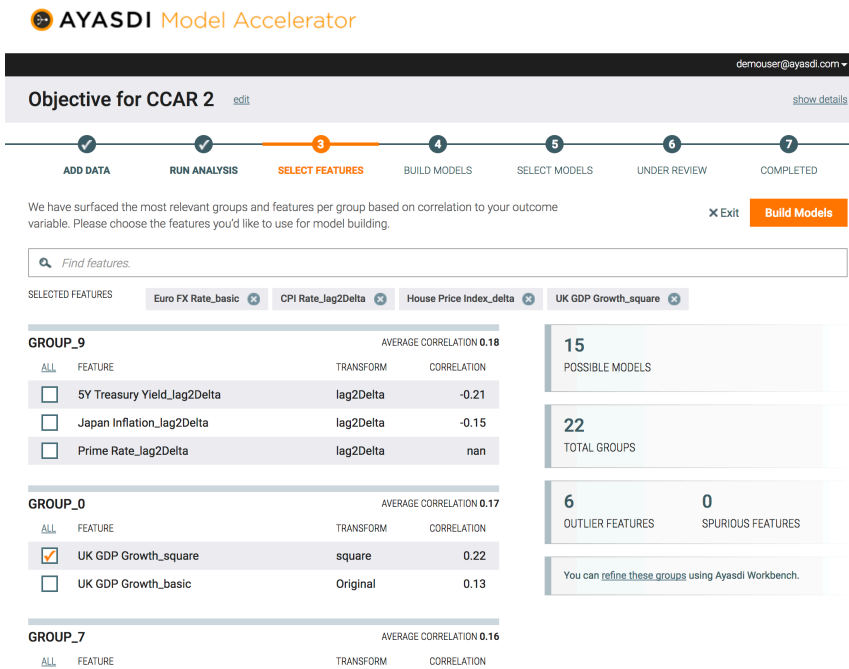 AYASDI Model Accelerator
demouser@ayasdi.com
Objective for CCAR 2 edit show details
3 4 5 6 7
ADD DATA RUN ANALYSIS SELECT FEATURES BUILD MODELS SELECT MODELS UNDER REVIEW COMPLETED
We have surfaced the most relevant groups and features per group based on correlation to your outcome
variable. Please choose the features you'd like to use for model building.
Exit Build Models
Find features.
SELECTED FEATURES Euro FX Rate_basic CPI Rate_lag2Delta House Price Index_delta UK GDP Growth_square
GROUP_9 AVERAGE CORRELATION 0.18
ALL FEATURE TRANSFORM CORRELATION
5Y Treasury Yield_lag2Delta lag2Delta -0.21
Japan Inflation_lag2Delta lag2Delta -0.15
Prime Rate_lag2Delta lag2Delta nan
GROUP_0 AVERAGE CORRELATION 0.17
ALL FEATURE TRANSFORM CORRELATION
UK GDP Growth_square square 0.22
UK GDP Growth_basic Original 0.13
GROUP_7 AVERAGE CORRELATION 0.16
ALL FEATURE TRANSFORM CORRELATION
15
POSSIBLE MODELS
22
TOTAL GROUPS
6 0
OUTLIER FEATURES SPURIOUS FEATURES
You can refine these groups using Ayasdi Workbench.